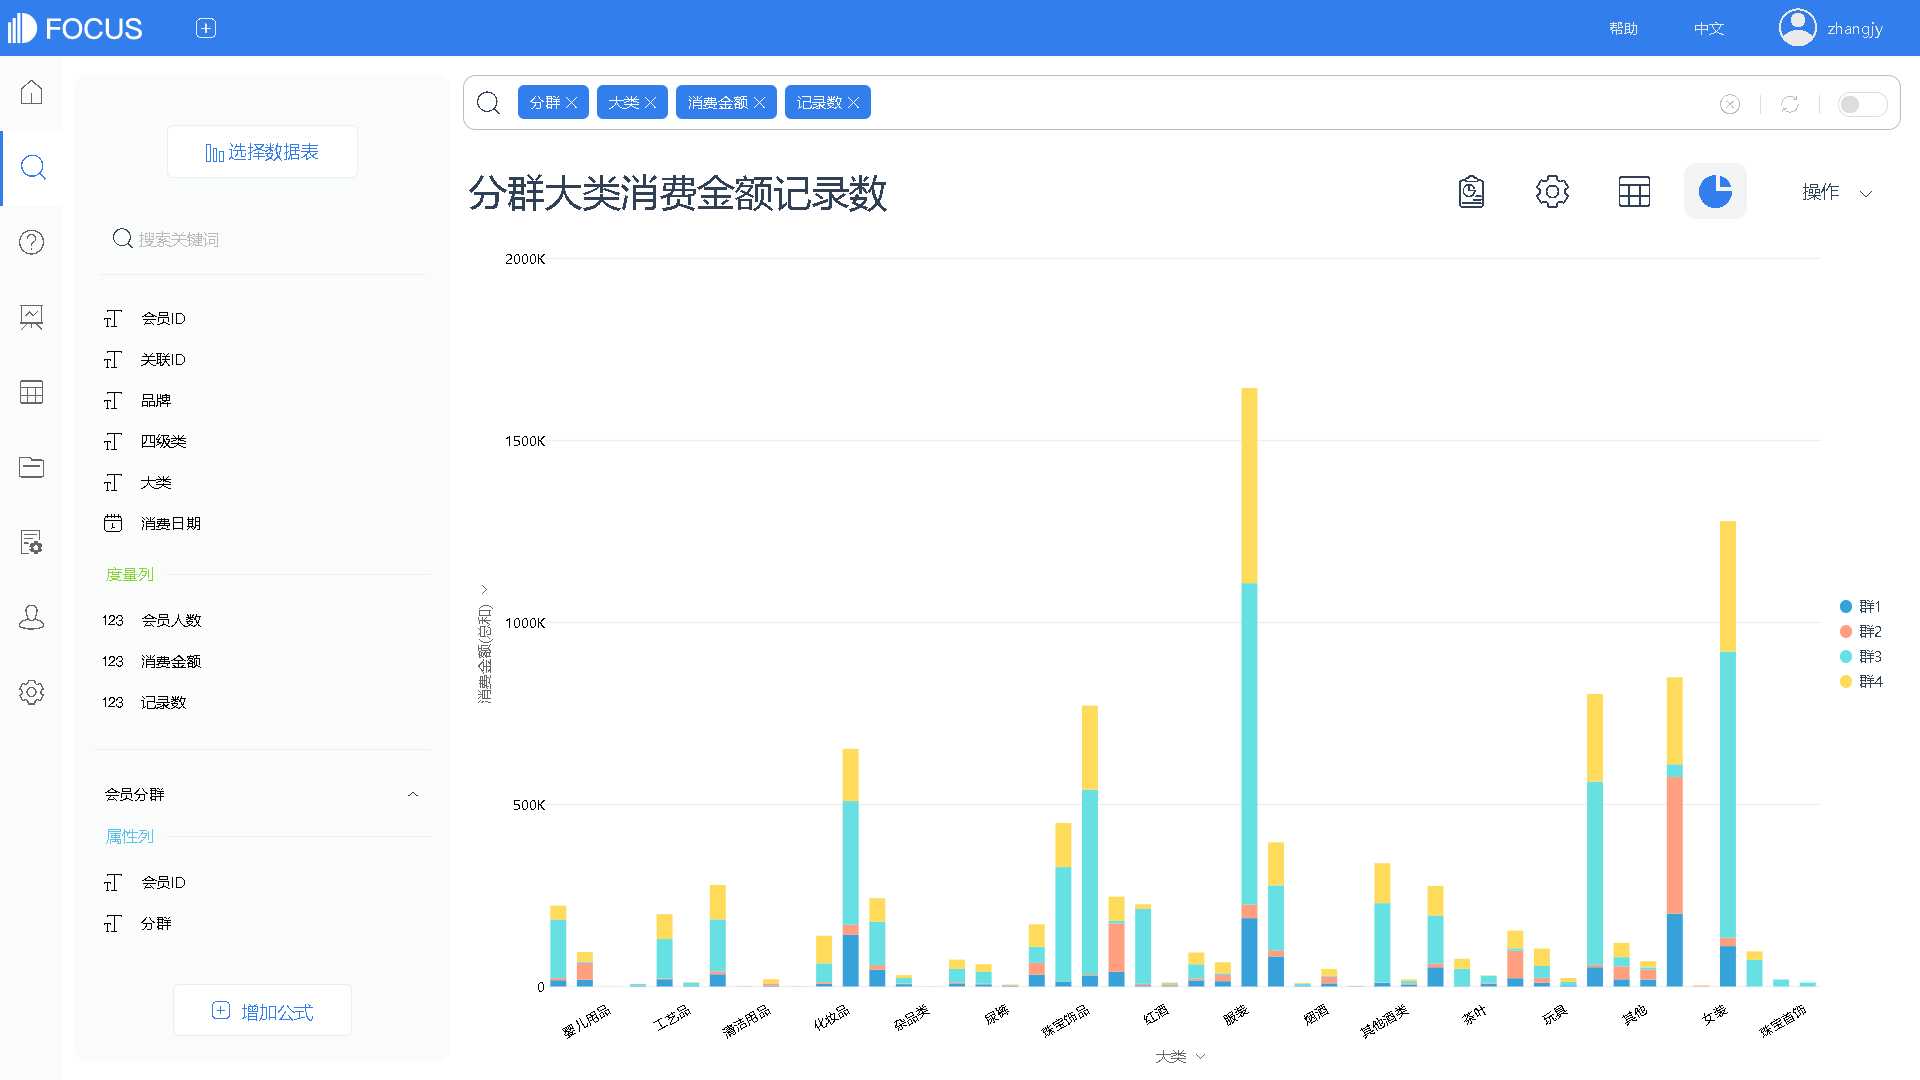 FOCUS
帮助
中文
zhangjy
选择数据表
搜索关键词
会员ID
关联ID
品牌
四级类
大类
消费日期
度量列
123 会员人数
123 消费金额
123 记录数
会员分群
属性列
会员ID
分群
增加公式
分群 大类 消费金额 记录数
分群大类消费金额记录数
操作
2000K
1500K
1000K
500K
0
消费金额(总和)
婴儿用品
工艺品
清洁用品
化妆品
杂品类
尿裤
珠宝饰品
红酒
服装
烟酒
其他酒类
茶叶
玩具
其他
女装
珠宝首饰
大类
群1
群2
群3
群4